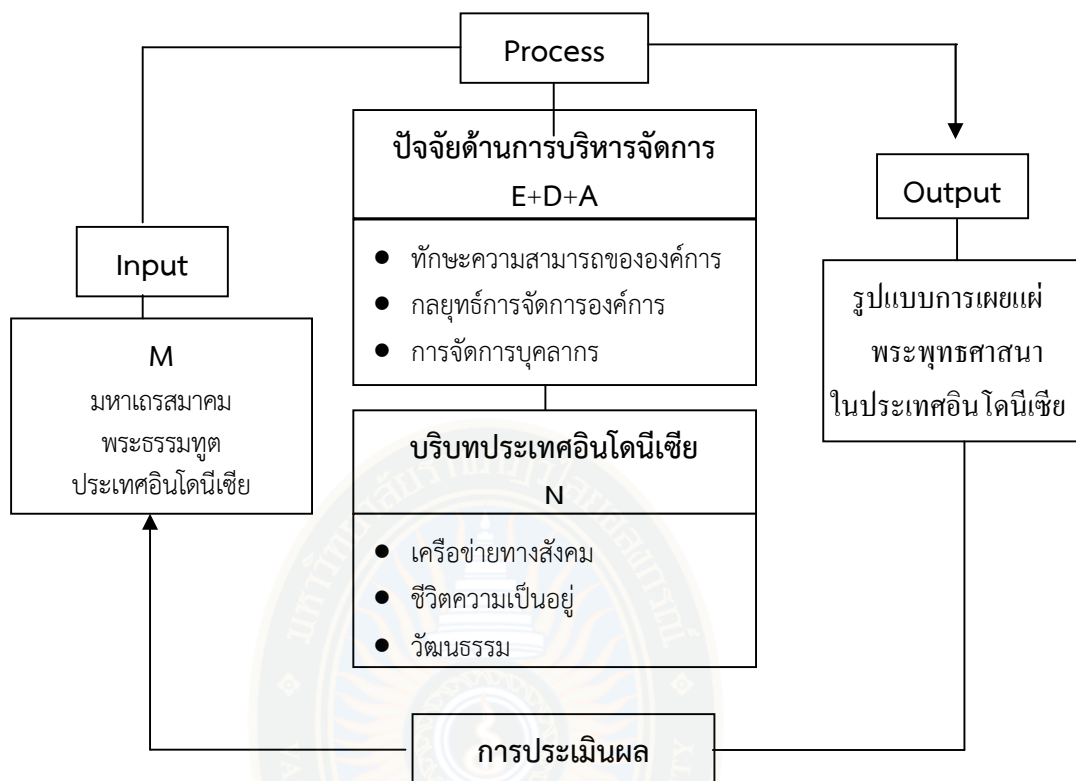 Process
ปัจจัยด้านการบริหารจัดการ
E+D+A
● ทักษะความสามารถขององค์การ
● กลยุทธ์การจัดการองค์การ
● การจัดการบุคลากร
Input
M
มหาเถรสมาคม
พระธรรมทูต
ประเทศอินโดนีเซีย
บริบทประเทศอินโดนีเซีย
N
● เครือข่ายทางสังคม
● ชีวิตความเป็นอยู่
● วัฒนธรรม
Output
รูปแบบการเผยแผ่
พระพุทธศาสนา
ในประเทศอินโดนีเซีย
การประเมินผล